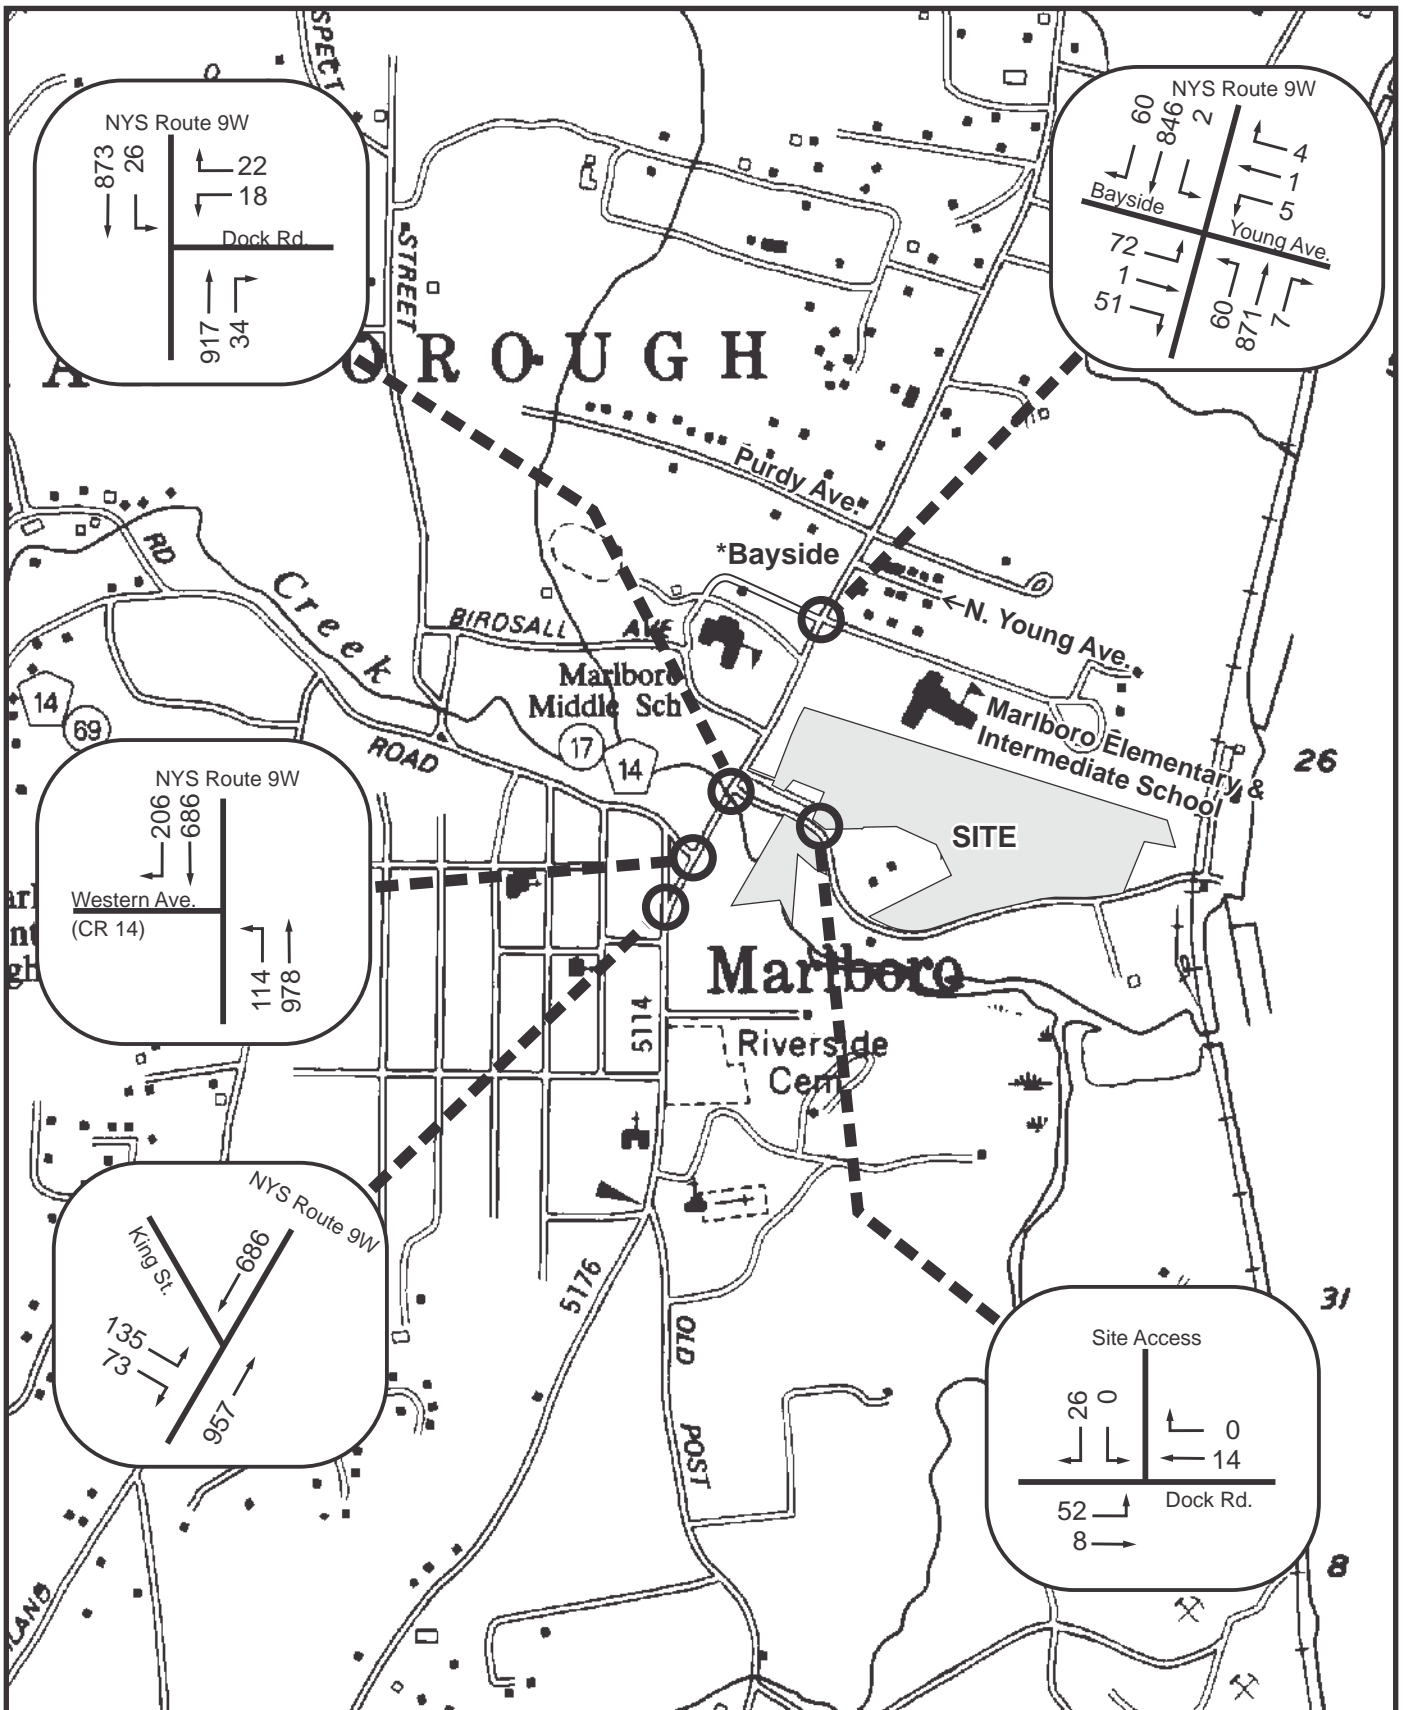 SPECT
NYS Route 9W
873
26
22
18
Dock Rd.
917
34
NYS Route 9W
60
846
2
4
1
5
Bayside
Young Ave.
72
1
51
60
871
7
STREET
OROUGH
Purdy Ave.
*Bayside
N. Young Ave.
RD
Creek
BIRDSALL AVE
Marlboro
Middle Sch
14
69
17
14
ROAD
Marlboro Elementary &
Intermediate School
26
SITE
NYS Route 9W
206
686
Western Ave.
(CR 14)
114
978
Marlboro
5114
Riverside
Cem
NYS Route 9W
King St.
686
135
73
957
5176
OLD
POST
31
Site Access
26
0
0
14
52
8
Dock Rd.
8